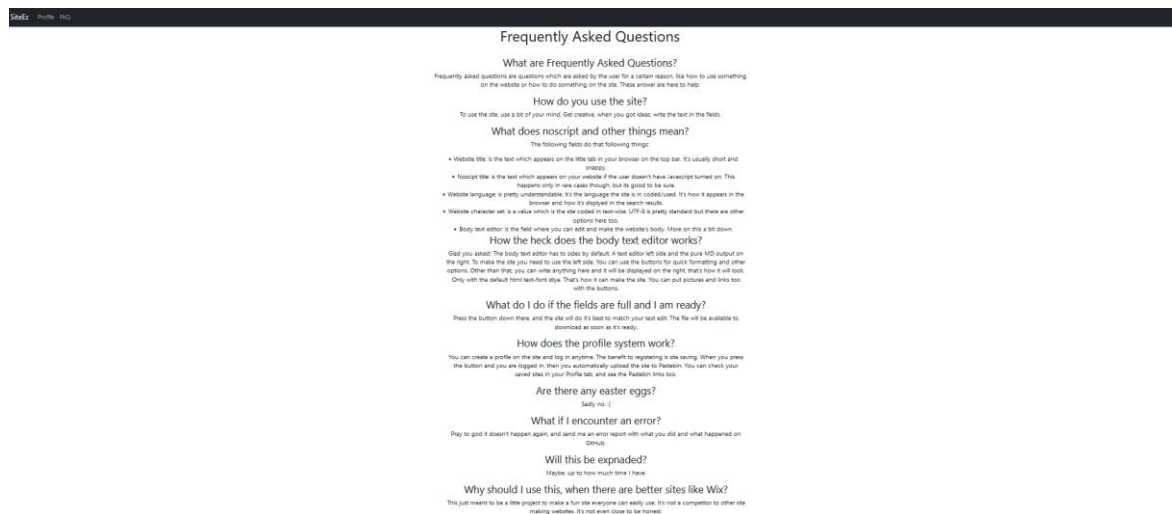 SiteEz Profile FAQ
Frequently Asked Questions
What are Frequently Asked Questions?
Frequently asked questions are questions which are asked by the user for a certain reason, like how to use something
on the website or how to do something on the site. These answer are here to help.
How do you use the site?
To use the site, use a bit of your mind. Get creative, when you got ideas, write the text in the fields.
What does noscript and other things mean?
The following fields do that following things:
• Website title: is the text which appears on the little tab in your browser on the top bar. It's usually short and
snappy.
• Noscript title: is the text which appears on your website if the user doesn't have Javascript turned on. This
happens only in rare cases though, but its good to be sure.
• Website language: is pretty understandable, it's the language the site is in coded/used. It's how it appears in the
browser and how it's displyed in the search results.
• Website character set: is a value which is the site coded in text-wise. UTF-8 is pretty standard but there are other
options here too.
• Body text editor: is the field where you can edit and make the website's body. More on this a bit down.
How the heck does the body text editor works?
Glad you asked! The body text editor has to sides by default. A text editor left side and the pure MD output on
the right. To make the site you need to use the left side. You can use the buttons for quick formatting and other
options. Other than that, you can write anything here and it will be displayed on the right, that's how it will look.
Only with the default html text-font stlye. That's how it can make the site. You can put pictures and links too
with the buttons.
What do I do if the fields are full and I am ready?
Press the button down there, and the site will do it's best to match your text edit. The file will be available to
download as soon as it's ready.
How does the profile system work?
You can create a profile on the site and log in anytime. The benefit to registering is site saving. When you press
the button and you are logged in, then you automatically upload the site to Pastebin. You can check your
saved sites in your Profile tab, and see the Pastebin links too.
Are there any easter eggs?
Sadly no. :(
What if I encounter an error?
Pray to god it doesn't happen again, and send me an error report with what you did and what happened on
GitHub.
Will this be expnaded?
Maybe, up to how much time I have.
Why should I use this, when there are better sites like Wix?
This just meant to be a little project to make a fun site everyone can easily use. It's not a competitor to other site
making websites. It's not even close to be honest.